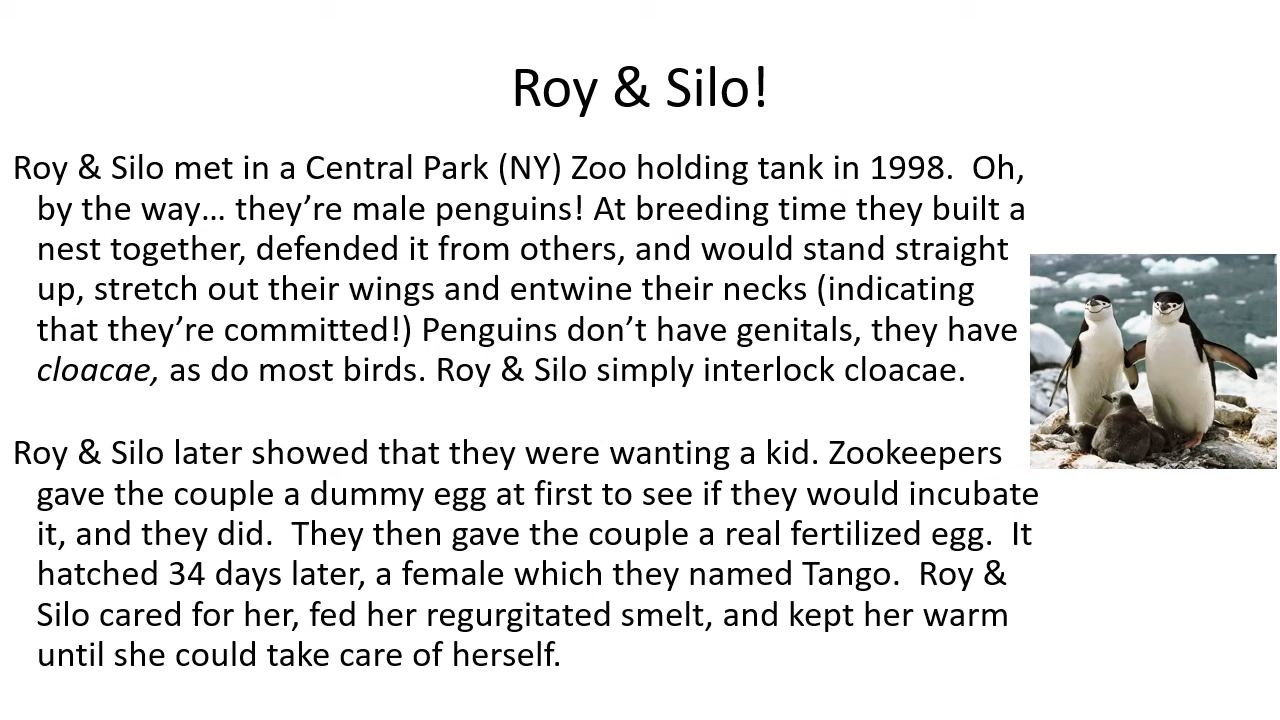 Roy & Silo!
Roy & Silo met in a Central Park (NY) Zoo holding tank in 1998.  Oh,
by the way… they’re male penguins! At breeding time they built a
nest together, defended it from others, and would stand straight
up, stretch out their wings and entwine their necks (indicating
that they’re committed!) Penguins don’t have genitals, they have
cloacae, as do most birds. Roy & Silo simply interlock cloacae.
Roy & Silo later showed that they were wanting a kid. Zookeepers
gave the couple a dummy egg at first to see if they would incubate
it, and they did.  They then gave the couple a real fertilized egg.  It
hatched 34 days later, a female which they named Tango.  Roy &
Silo cared for her, fed her regurgitated smelt, and kept her warm
until she could take care of herself.